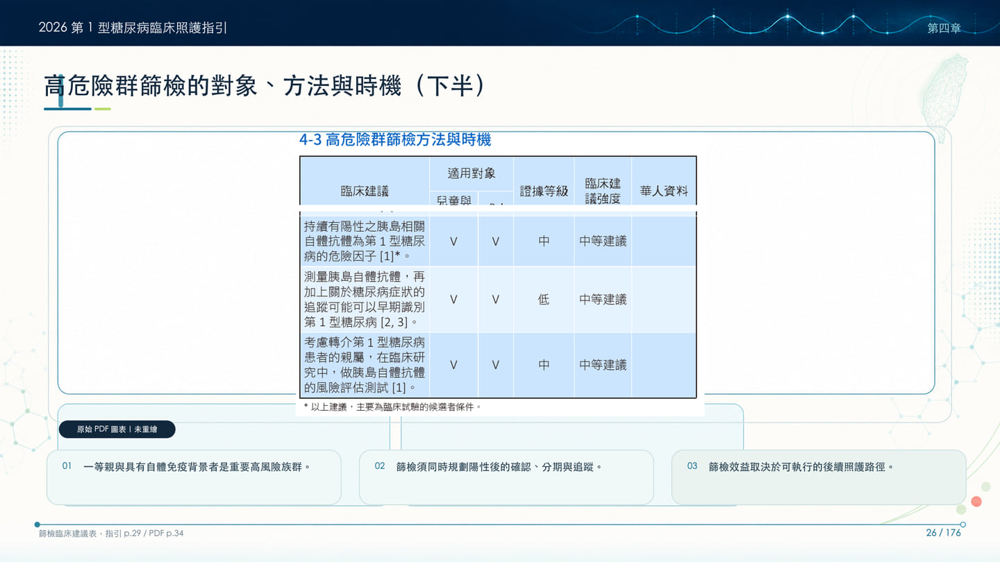 2026 第 1 型糖尿病臨床照護指引
第四章
高危險群篩檢的對象、方法與時機（下半）
4-3 高危險群篩檢方法與時機
臨床建議
適用對象
證據等級
臨床建
議強度
華人資料
兒童與
持續有陽性之胰島相關
自體抗體為第 1 型糖尿
病的危險因子 [1]*。
V
V
中
中等建議
測量胰島自體抗體，再
加上關於糖尿病症狀的
追蹤可能可以早期識別
第 1 型糖尿病 [2, 3]。
V
V
低
中等建議
考慮轉介第 1 型糖尿病
患者的親屬，在臨床研
究中，做胰島自體抗體
的風險評估測試 [1]。
V
V
中
中等建議
* 以上建議，主要為臨床試驗的候選者條件。
原始 PDF 圖表｜未重繪
01 一等親與具有自體免疫背景者是重要高風險族群。
02 篩檢須同時規劃陽性後的確認、分期與追蹤。
03 篩檢效益取決於可執行的後續照護路徑。
篩檢臨床建議表，指引 p.29 / PDF p.34
26 / 176